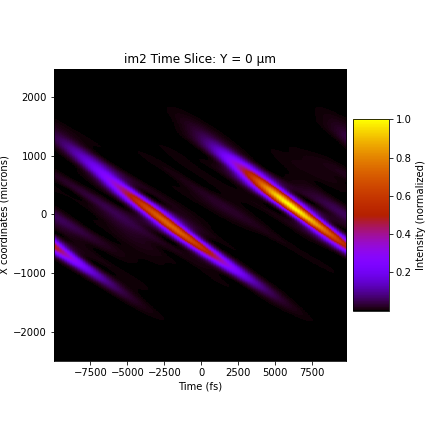 im2 Time Slice: Y = 0 μm
2000
1000
0
−1000
−2000
X coordinates (microns)
−7500 −5000 −2500 0 2500 5000 7500
Time (fs)
1.0
0.8
0.6
0.4
0.2
Intensity (normalized)